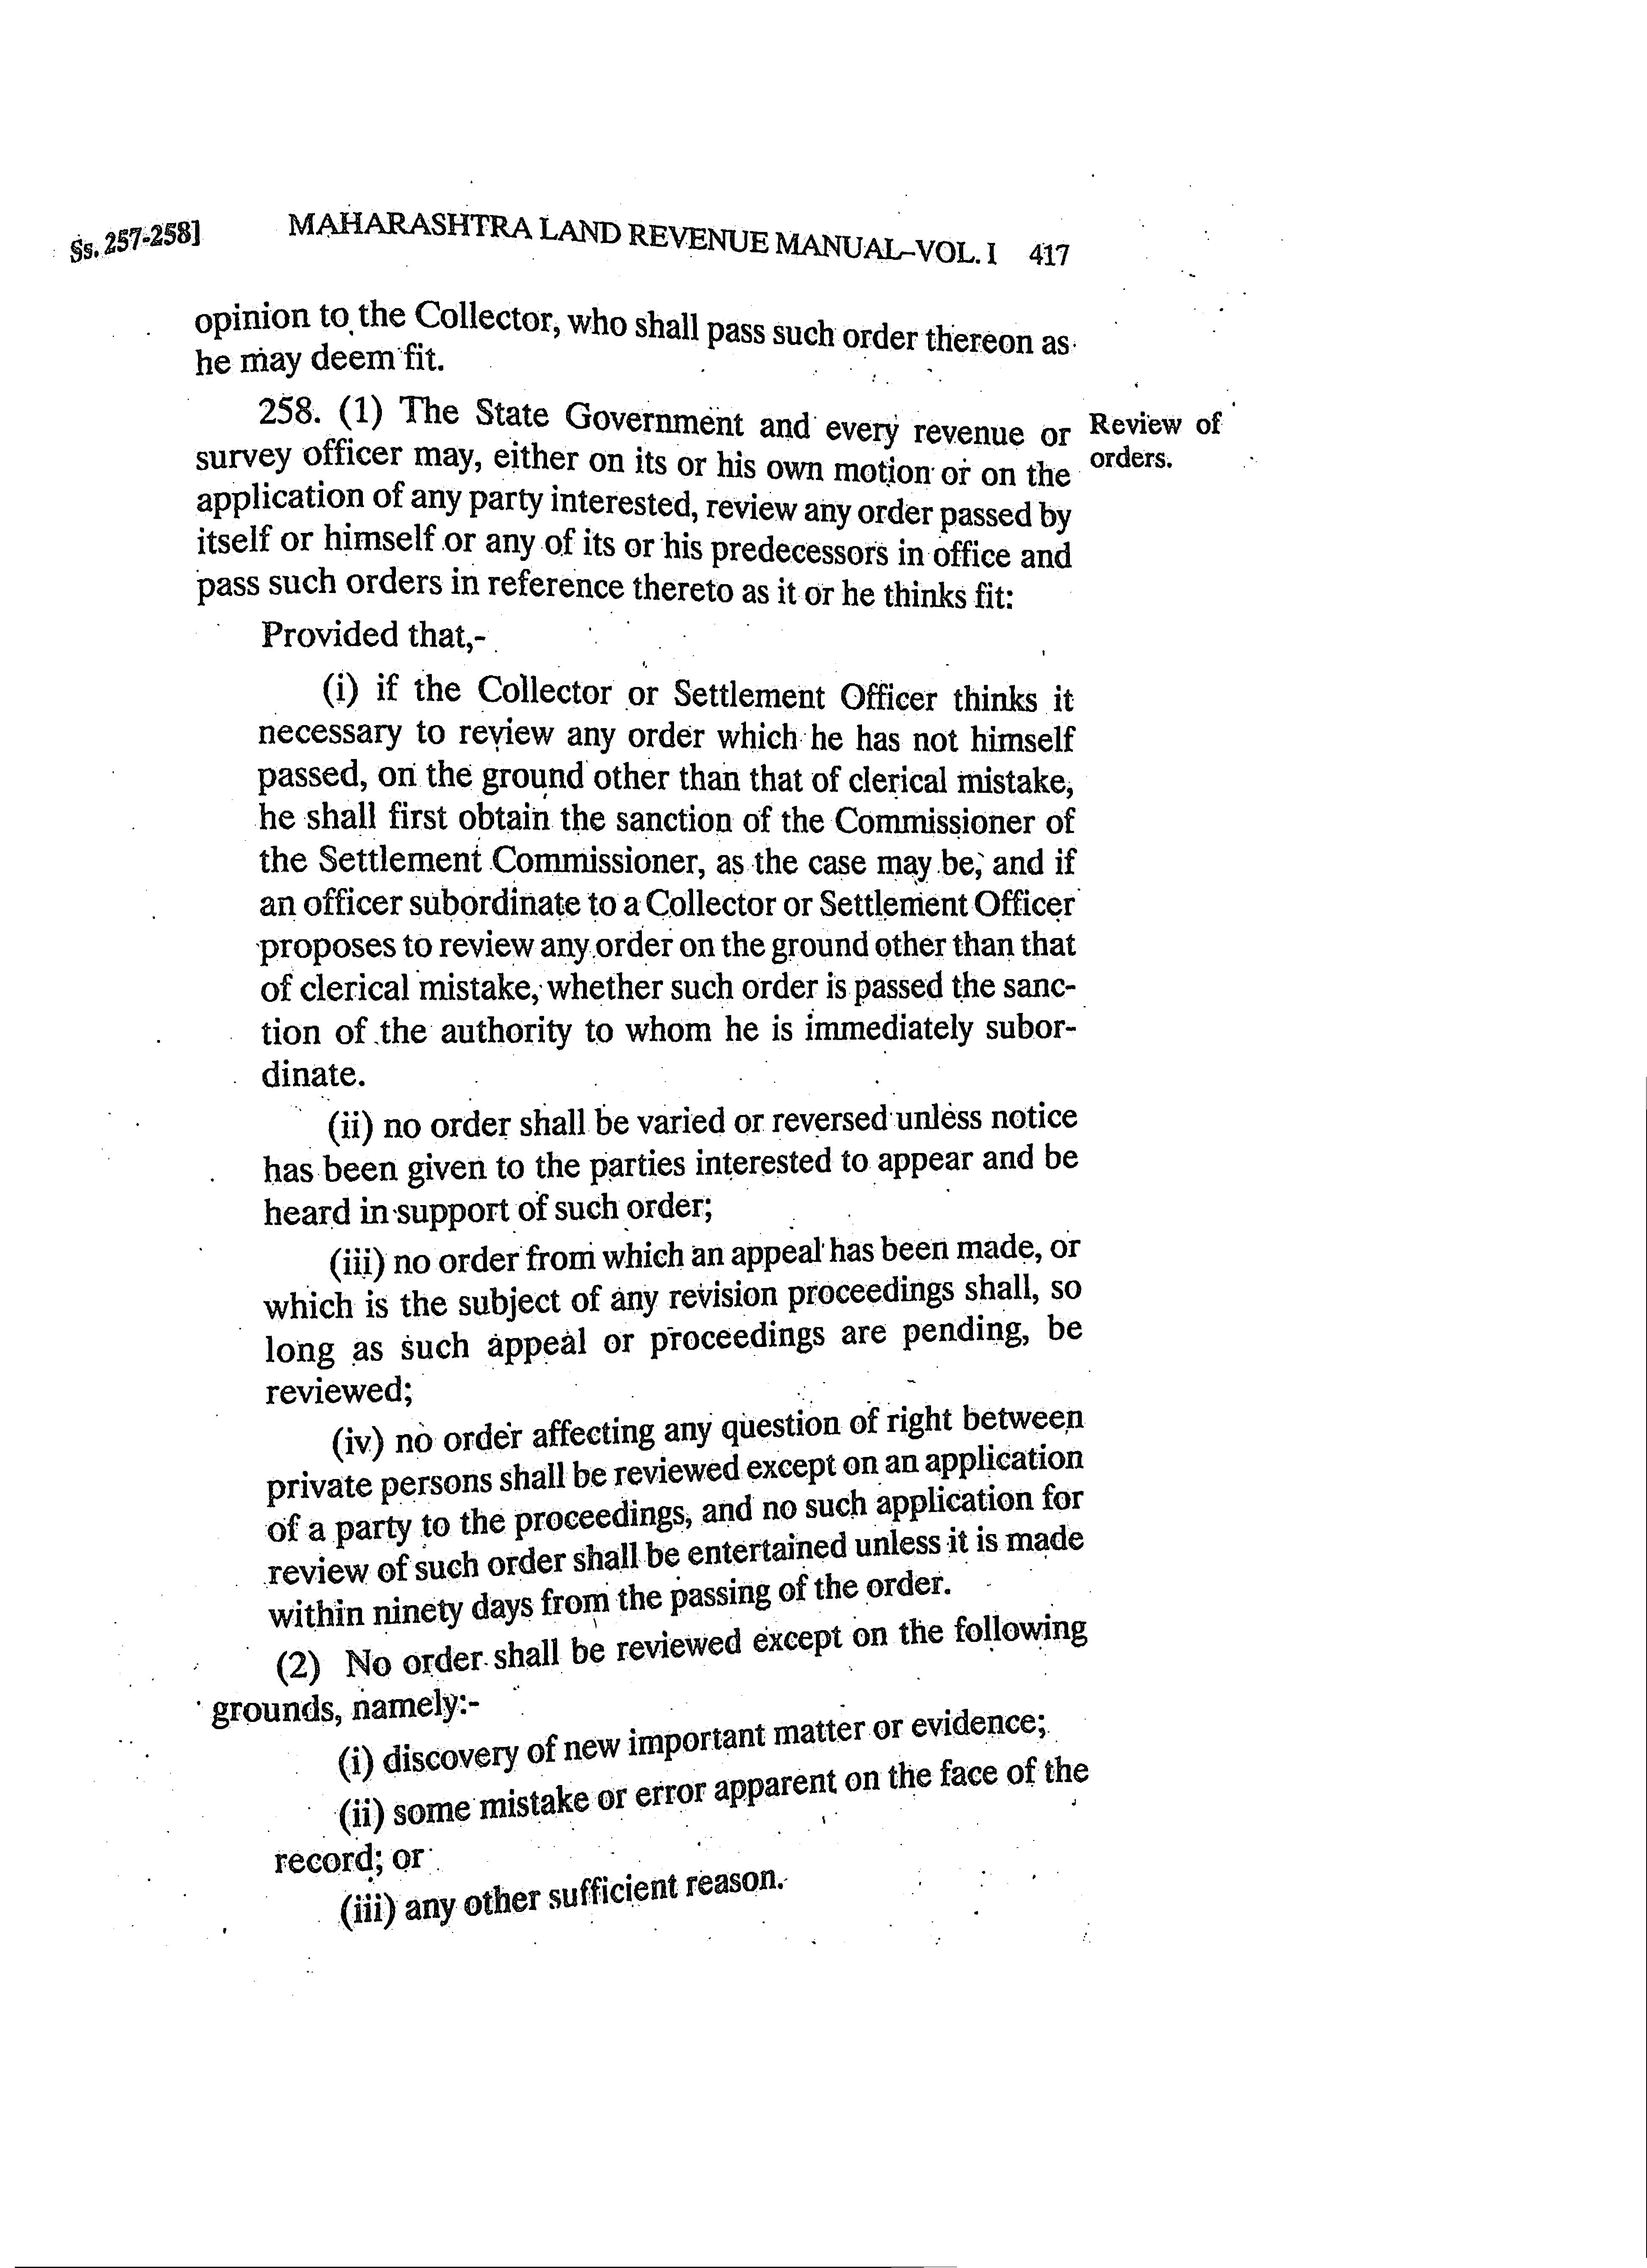 Ss. 257-258] MAHARASHTRA LAND REVENUE MANUAL–VOL. I 417
opinion to the Collector, who shall pass such order thereon as
he may deem fit.
258. (1) The State Government and every revenue or
Review of
survey officer may, either on its or his own motion or on the
orders.
application of any party interested, review any order passed by
itself or himself or any of its or his predecessors in office and
pass such orders in reference thereto as it or he thinks fit:
Provided that,-
(i) if the Collector or Settlement Officer thinks it
necessary to review any order which he has not himself
passed, on the ground other than that of clerical mistake,
he shall first obtain the sanction of the Commissioner of
the Settlement Commissioner, as the case may be, and if
an officer subordinate to a Collector or Settlement Officer
proposes to review any order on the ground other than that
of clerical mistake, whether such order is passed the sanc-
tion of the authority to whom he is immediately subor-
dinate.
(ii) no order shall be varied or reversed unless notice
has been given to the parties interested to appear and be
heard in support of such order;
(iii) no order from which an appeal has been made, or
which is the subject of any revision proceedings shall, so
long as such appeal or proceedings are pending, be
reviewed;
(iv) no order affecting any question of right between
private persons shall be reviewed except on an application
of a party to the proceedings, and no such application for
review of such order shall be entertained unless it is made
within ninety days from the passing of the order.
(2) No order shall be reviewed except on the following
grounds, namely:-
(i) discovery of new important matter or evidence;
(ii) some mistake or error apparent on the face of the
record; or
(iii) any other sufficient reason.